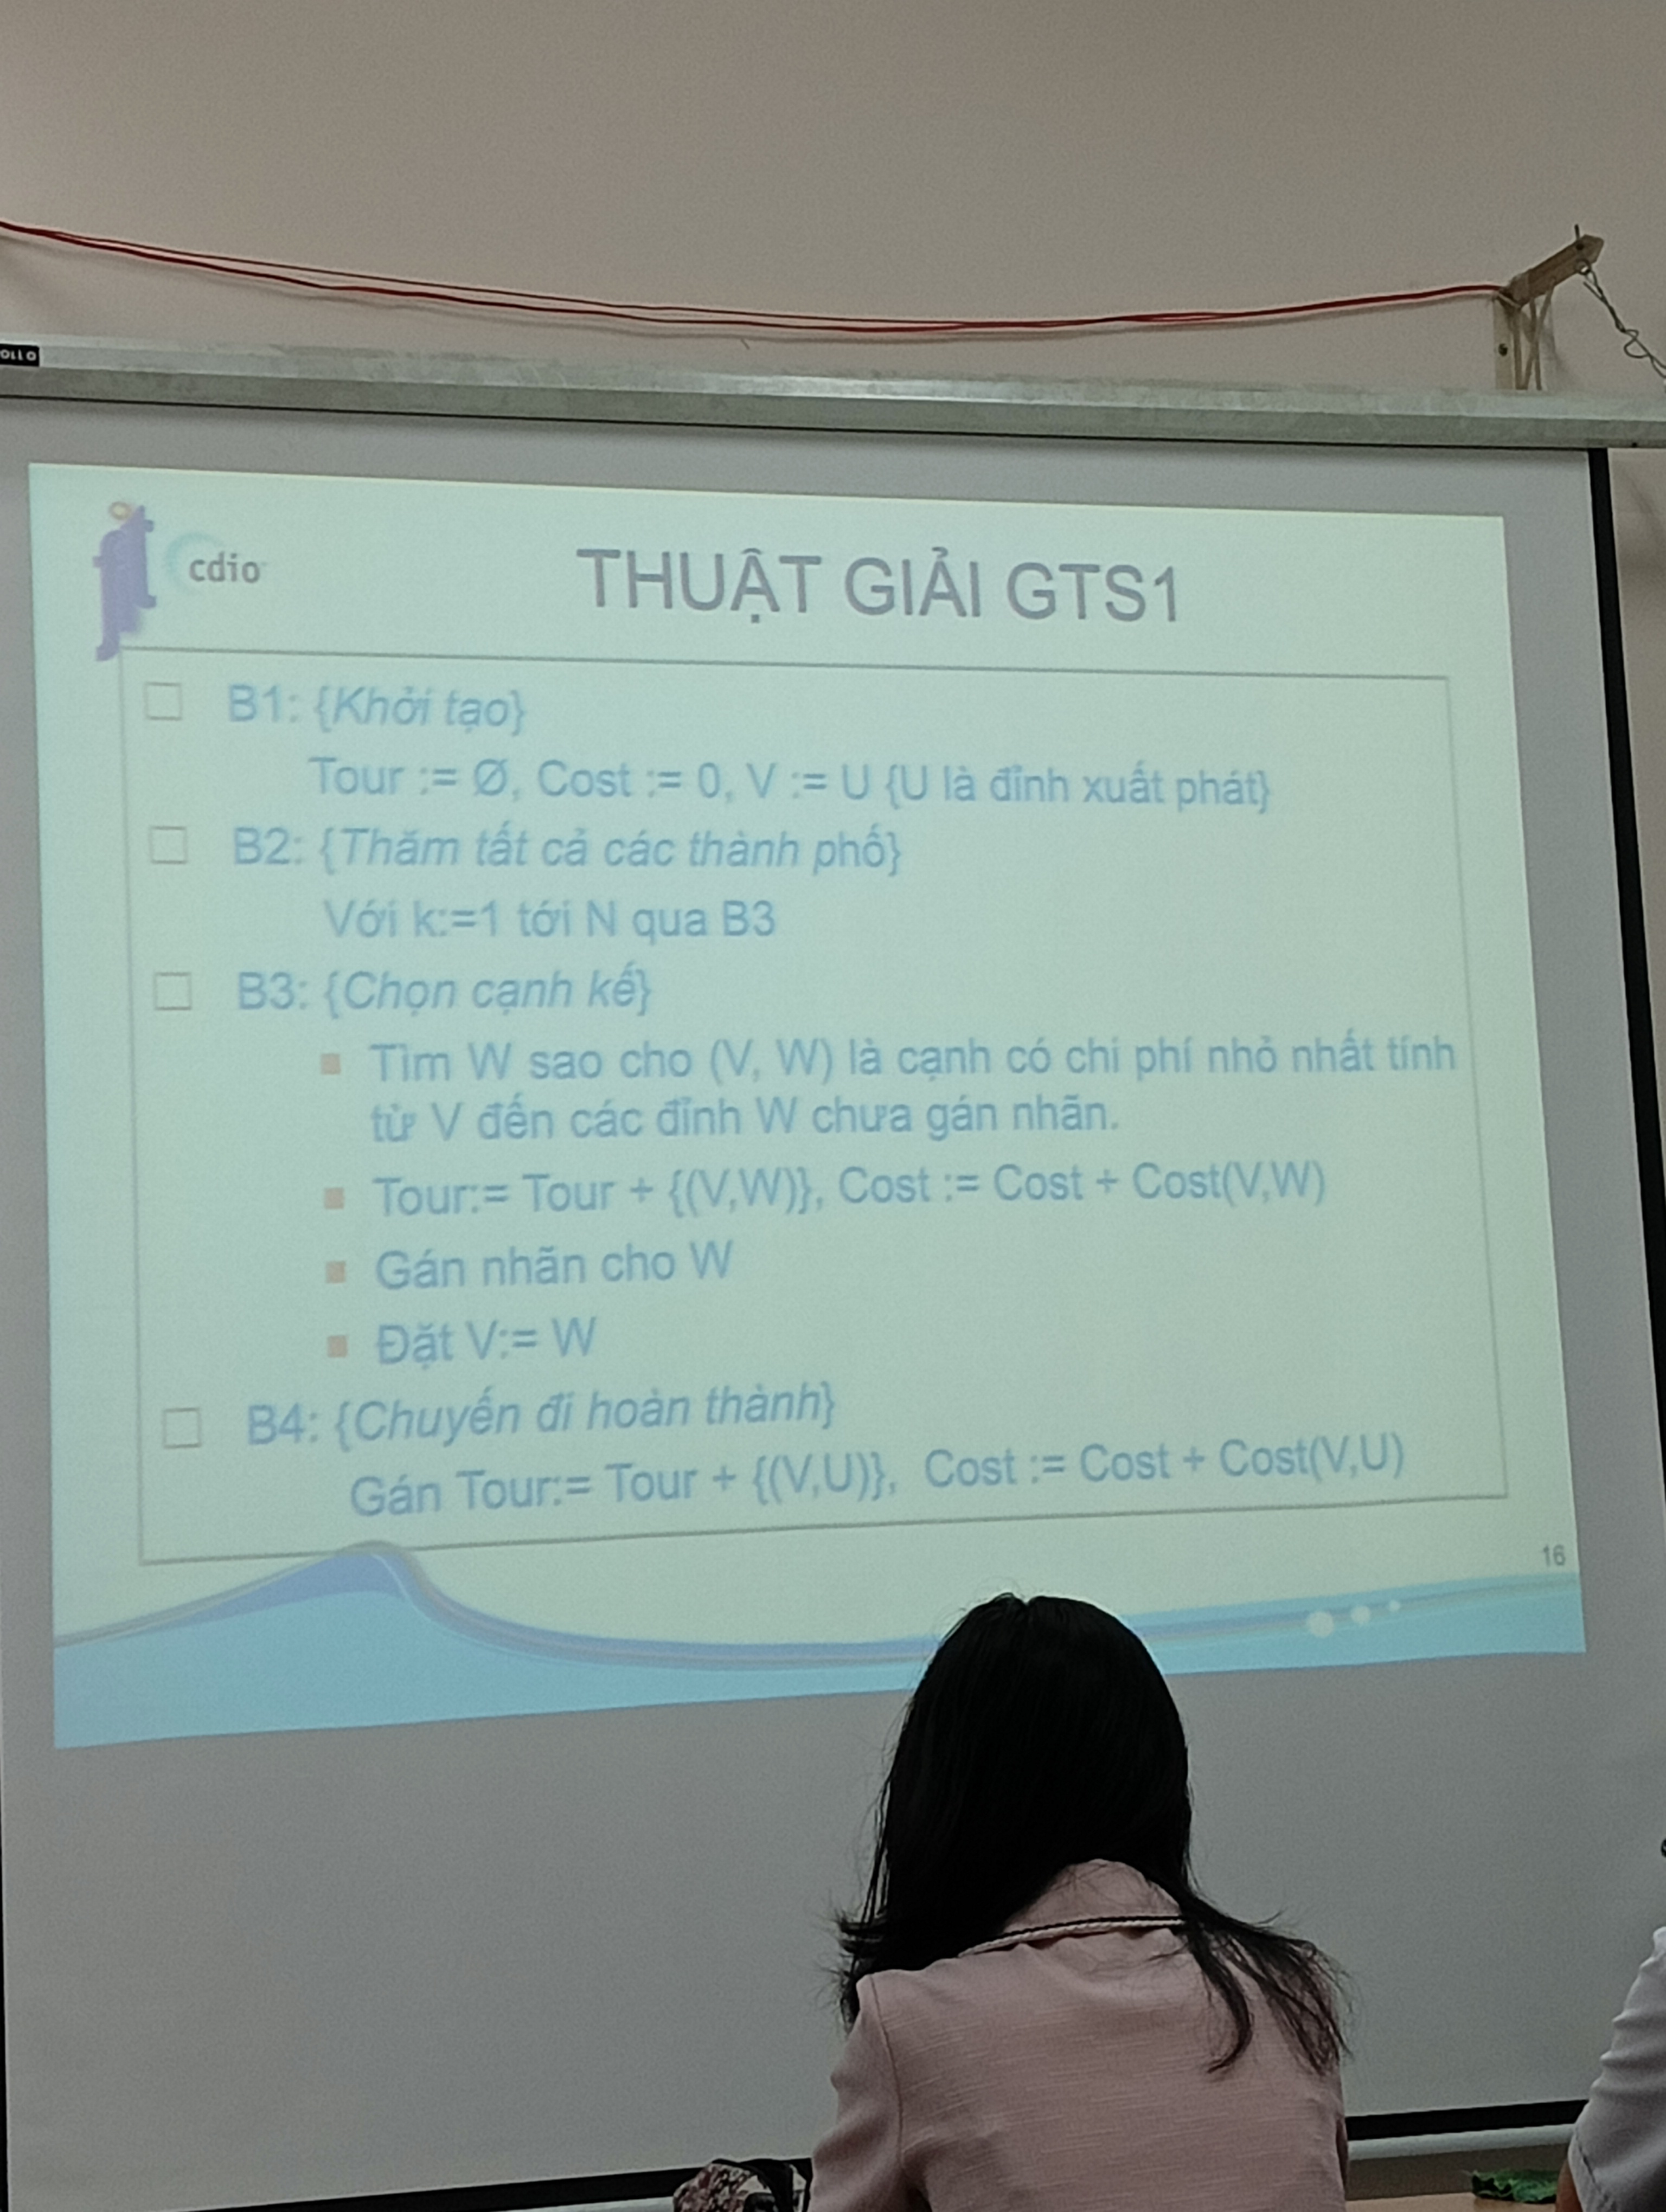 OLLO
cdio
THUẬT GIẢI GTS1
B1: {Khởi tạo}
Tour := Ø, Cost := 0, V := U {U là đỉnh xuất phát}
B2: {Thăm tất cả các thành phố}
Với k:=1 tới N qua B3
B3: {Chọn cạnh kế}
Tìm W sao cho (V, W) là cạnh có chi phí nhỏ nhất tính
từ V đến các đỉnh W chưa gán nhãn.
Tour:= Tour + {(V,W)}, Cost := Cost + Cost(V,W)
Gán nhãn cho W
Đặt V:= W
B4: {Chuyến đi hoàn thành}
Gán Tour:= Tour + {(V,U)}, Cost := Cost + Cost(V,U)
16